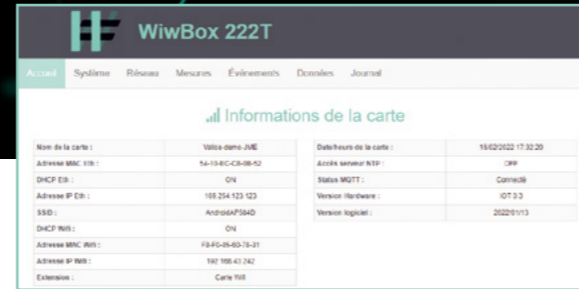 WiwBox 222T
Accueil Système Réseau Mesures Évènements Données Journal
Informations de la carte
Nom de la carte : Valise-demo-JME
Adresse MAC Eth :
DHCP Eth : ON
Adresse IP Eth : 169.254.123.123
SSID : AndroidAP584D
DHCP Wifi : ON
Adresse MAC Wifi :
Adresse IP Wifi : 192.168.43.242
Extension : Carte Wifi
Date/heure de la carte : 16/02/2022 17:32:20
Accès serveur NTP : OFF
Status MQTT : Connecté
Version Hardware : IOT-3.3
Version logiciel : 2022/01/13